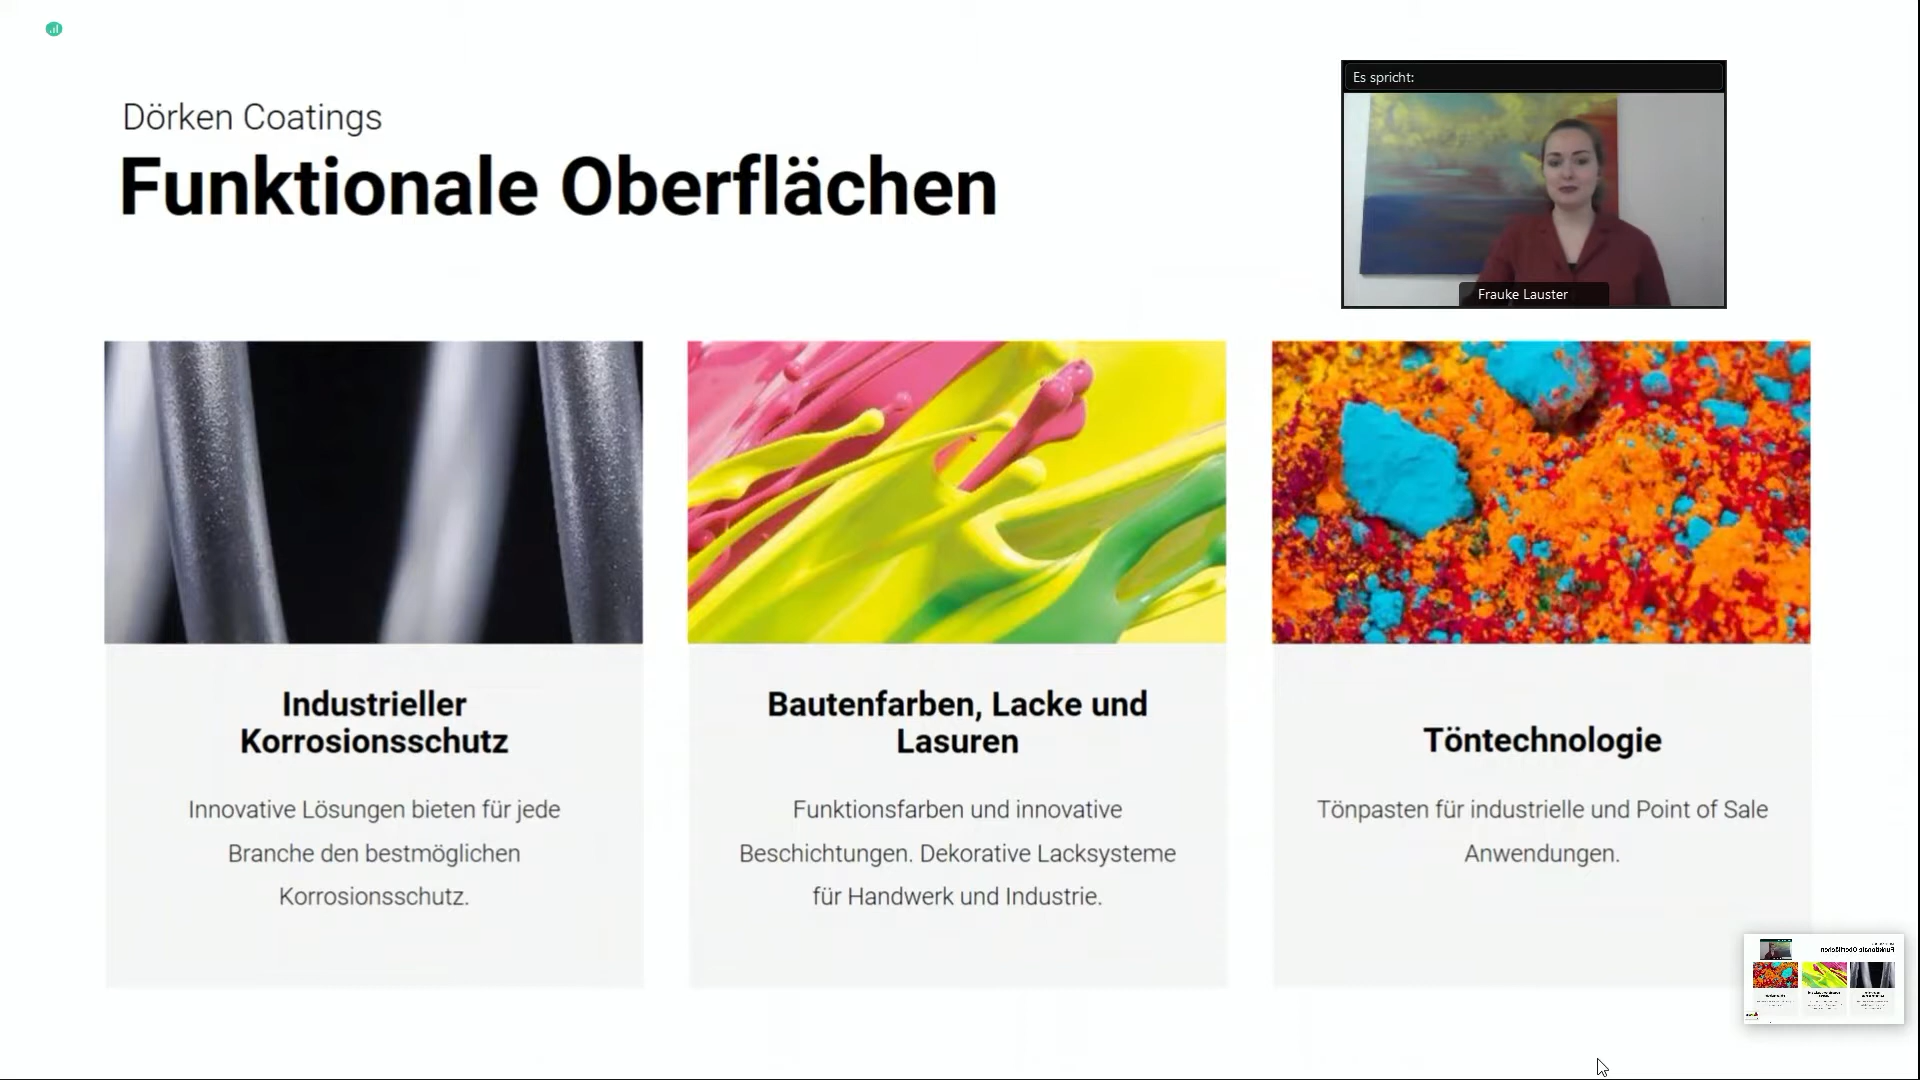 Dörken Coatings
Funktionale Oberflächen
Es spricht:
Frauke Lauster
Industrieller
Korrosionsschutz
Innovative Lösungen bieten für jede
Branche den bestmöglichen
Korrosionsschutz.
Bautenfarben, Lacke und
Lasuren
Funktionsfarben und innovative
Beschichtungen. Dekorative Lacksysteme
für Handwerk und Industrie.
Töntechnologie
Tönpasten für industrielle und Point of Sale
Anwendungen.
Funktionale Oberflächen